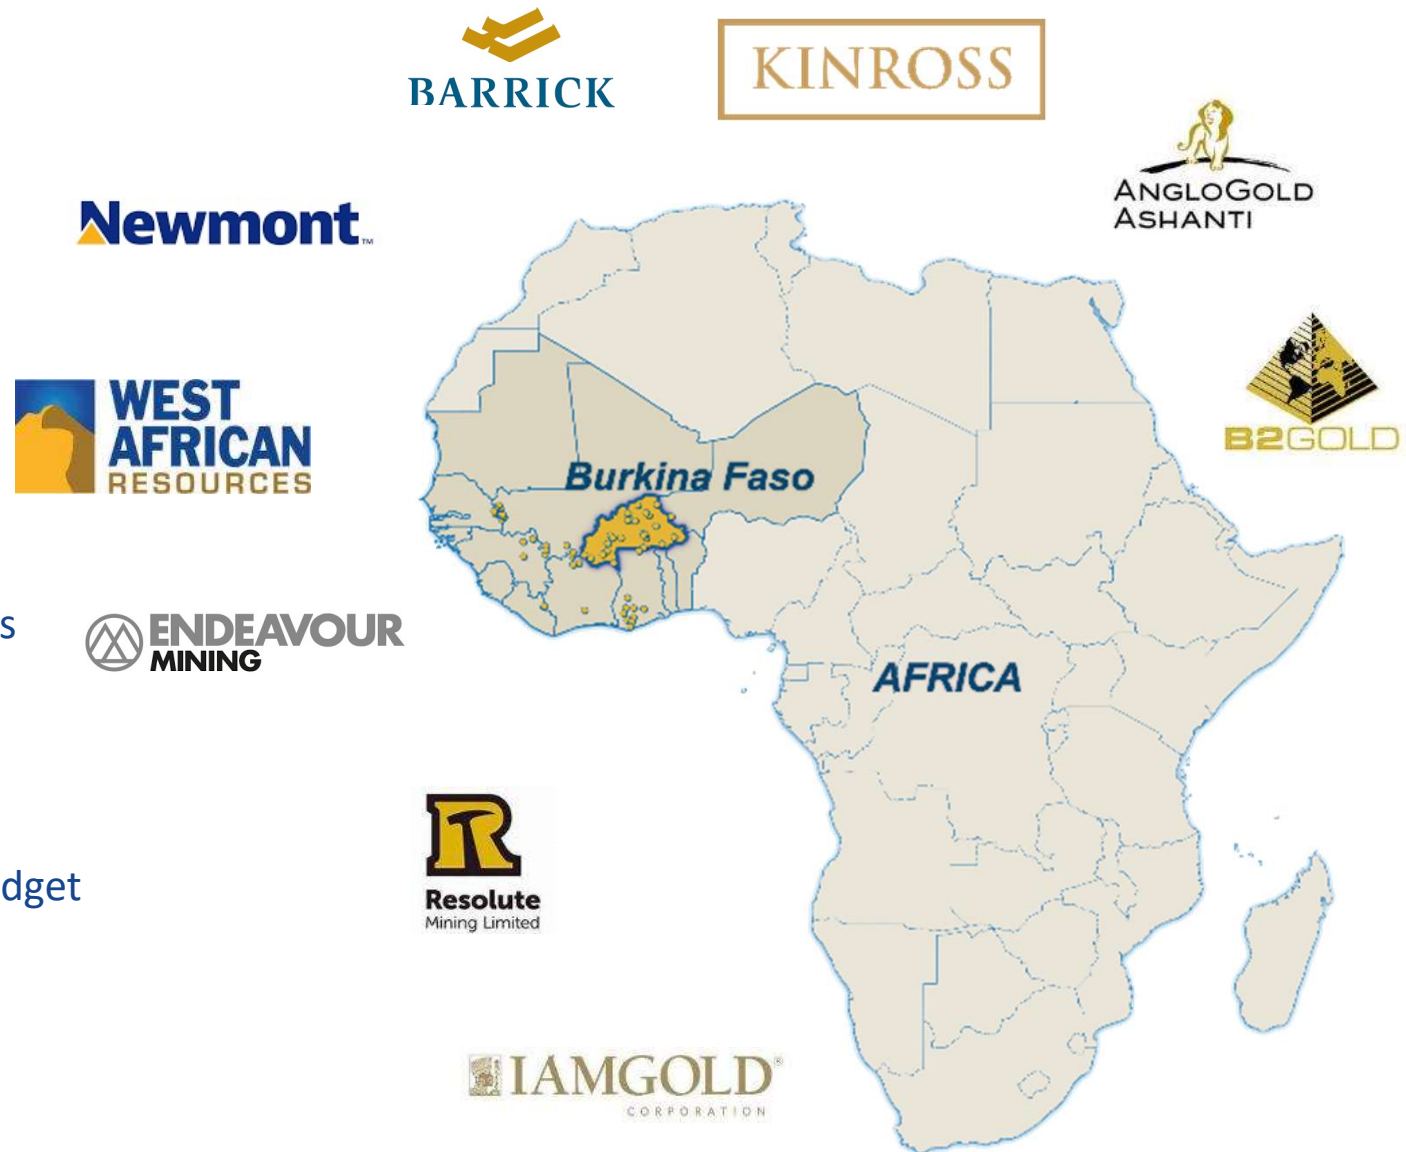 BARRICK
KINROSS
ANGLOGOLD
ASHANTI
Newmont™
WEST
AFRICAN
RESOURCES
B2GOLD
Burkina Faso
s
ENDEAVOUR
MINING
AFRICA
R
Resolute
Mining Limited
dget
IAMGOLD®
CORPORATION